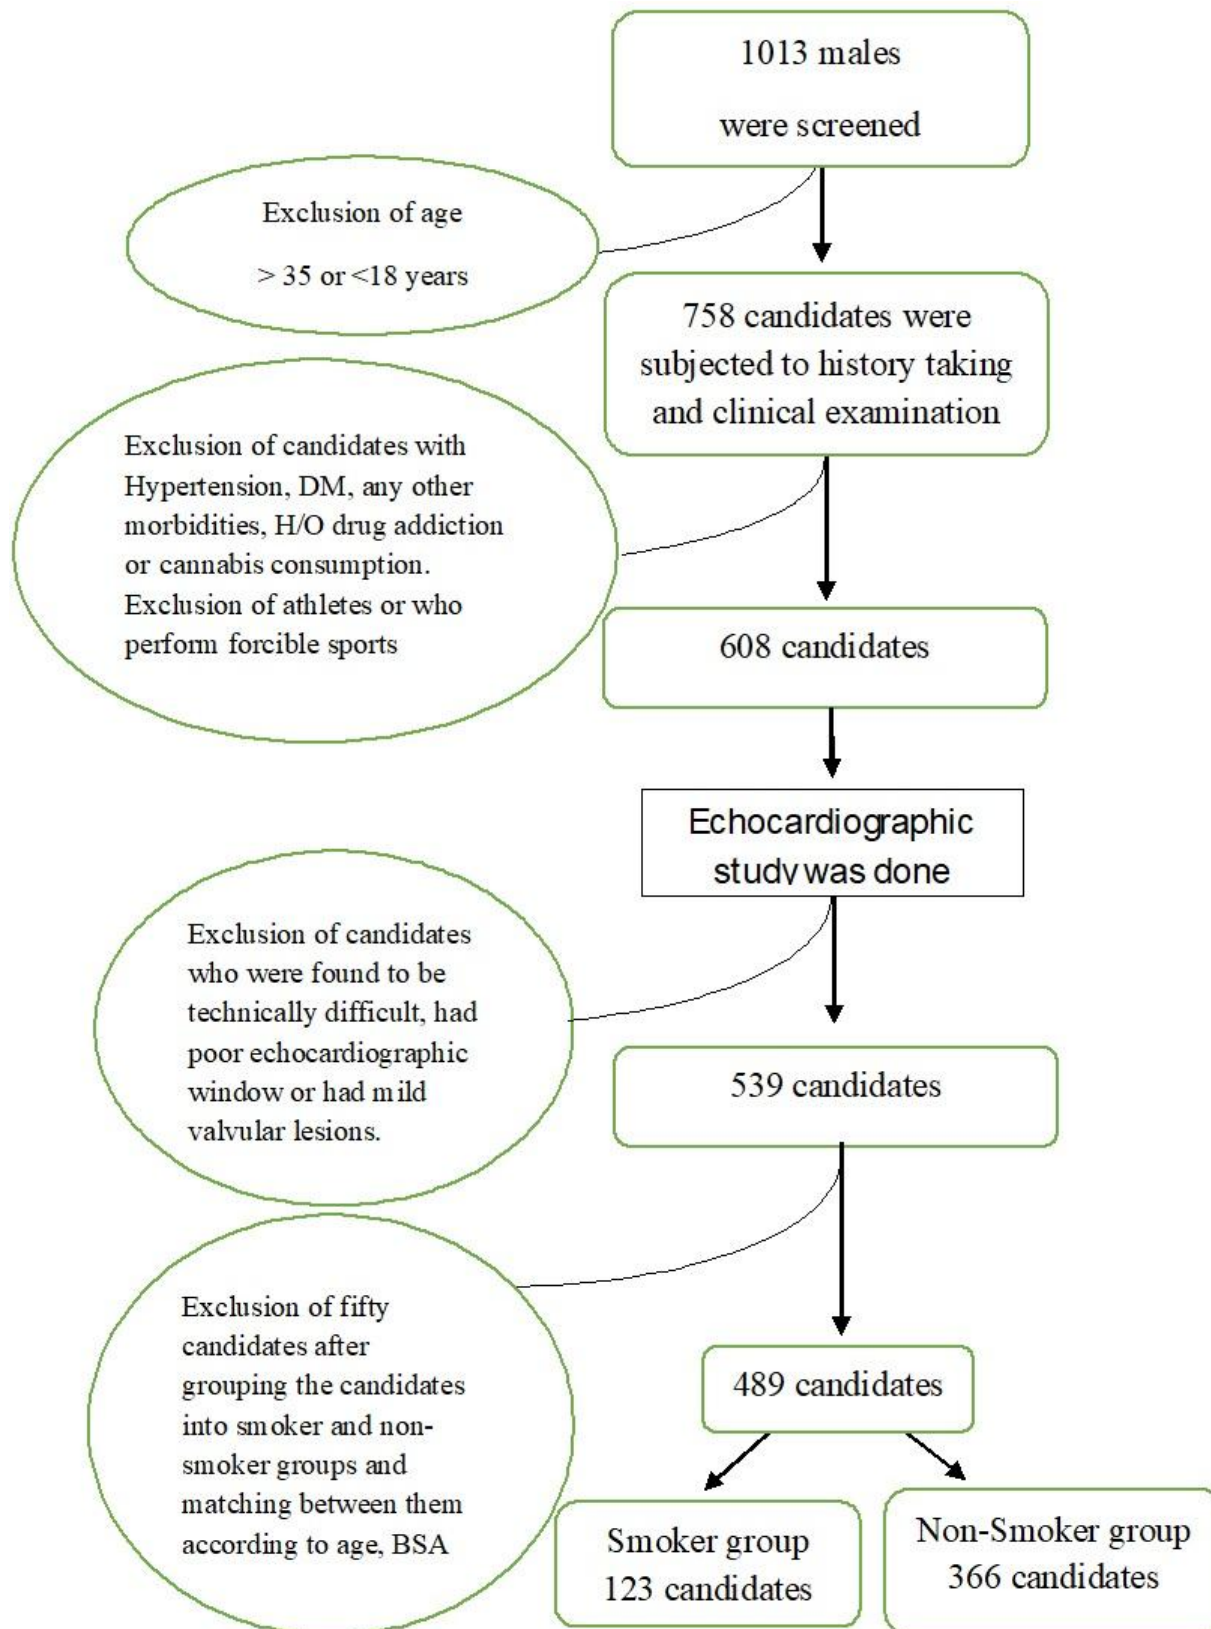 1013 males
were screened
Exclusion of age
> 35 or <18 years
758 candidates were
subjected to history taking
and clinical examination
Exclusion of candidates with
Hypertension, DM, any other
morbidities, H/O drug addiction
or cannabis consumption.
Exclusion of athletes or who
perform forcible sports
608 candidates
Echocardiographic
study was done
Exclusion of candidates
who were found to be
technically difficult, had
poor echocardiographic
window or had mild
valvular lesions.
539 candidates
Exclusion of fifty
candidates after
grouping the candidates
into smoker and non-
smoker groups and
matching between them
according to age, BSA
489 candidates
Smoker group
123 candidates
Non-Smoker group
366 candidates